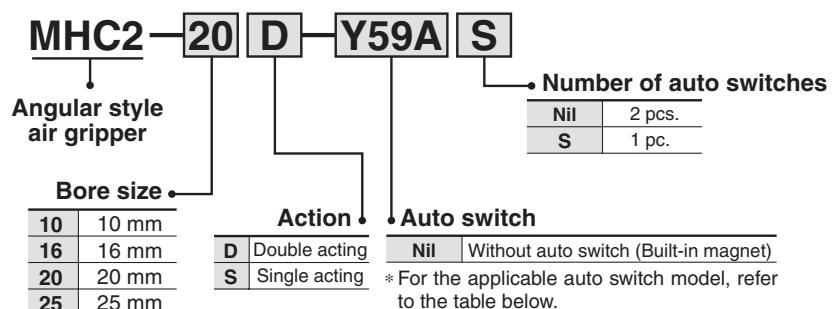 MHC2 — 20 D — Y59A S
Number of auto switches
Nil 2 pcs.
S 1 pc.
Angular style
air gripper
Bore size
10 10 mm
16 16 mm
20 20 mm
25 25 mm
Action
D Double acting
S Single acting
Auto switch
Nil Without auto switch (Built-in magnet)
* For the applicable auto switch model, refer
to the table below.